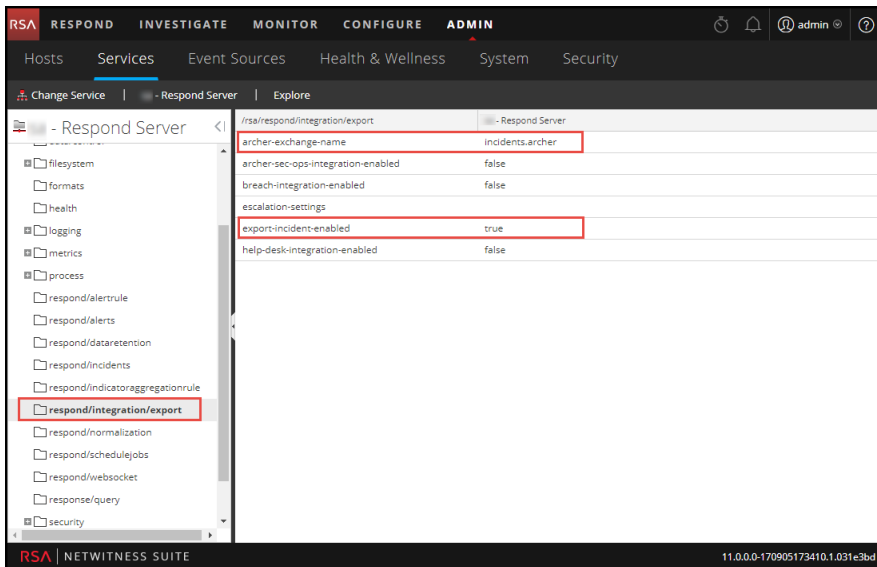 RSA RESPOND INVESTIGATE MONITOR CONFIGURE ADMIN admin
Hosts Services Event Sources Health & Wellness System Security
Change Service | - Respond Server | Explore
- Respond Server
filesystem
formats
health
logging
metrics
process
respond/alertrule
respond/alerts
respond/dataretention
respond/incidents
respond/indicatoraggregationrule
respond/integration/export
respond/normalization
respond/schedulejobs
respond/websocket
response/query
security
/rsa/respond/integration/export - Respond Server
archer-exchange-name incidents.archer
archer-sec-ops-integration-enabled false
breach-integration-enabled false
escalation-settings
export-incident-enabled true
help-desk-integration-enabled false
RSA | NETWITNESS SUITE 11.0.0.0-170905173410.1.031e3bd